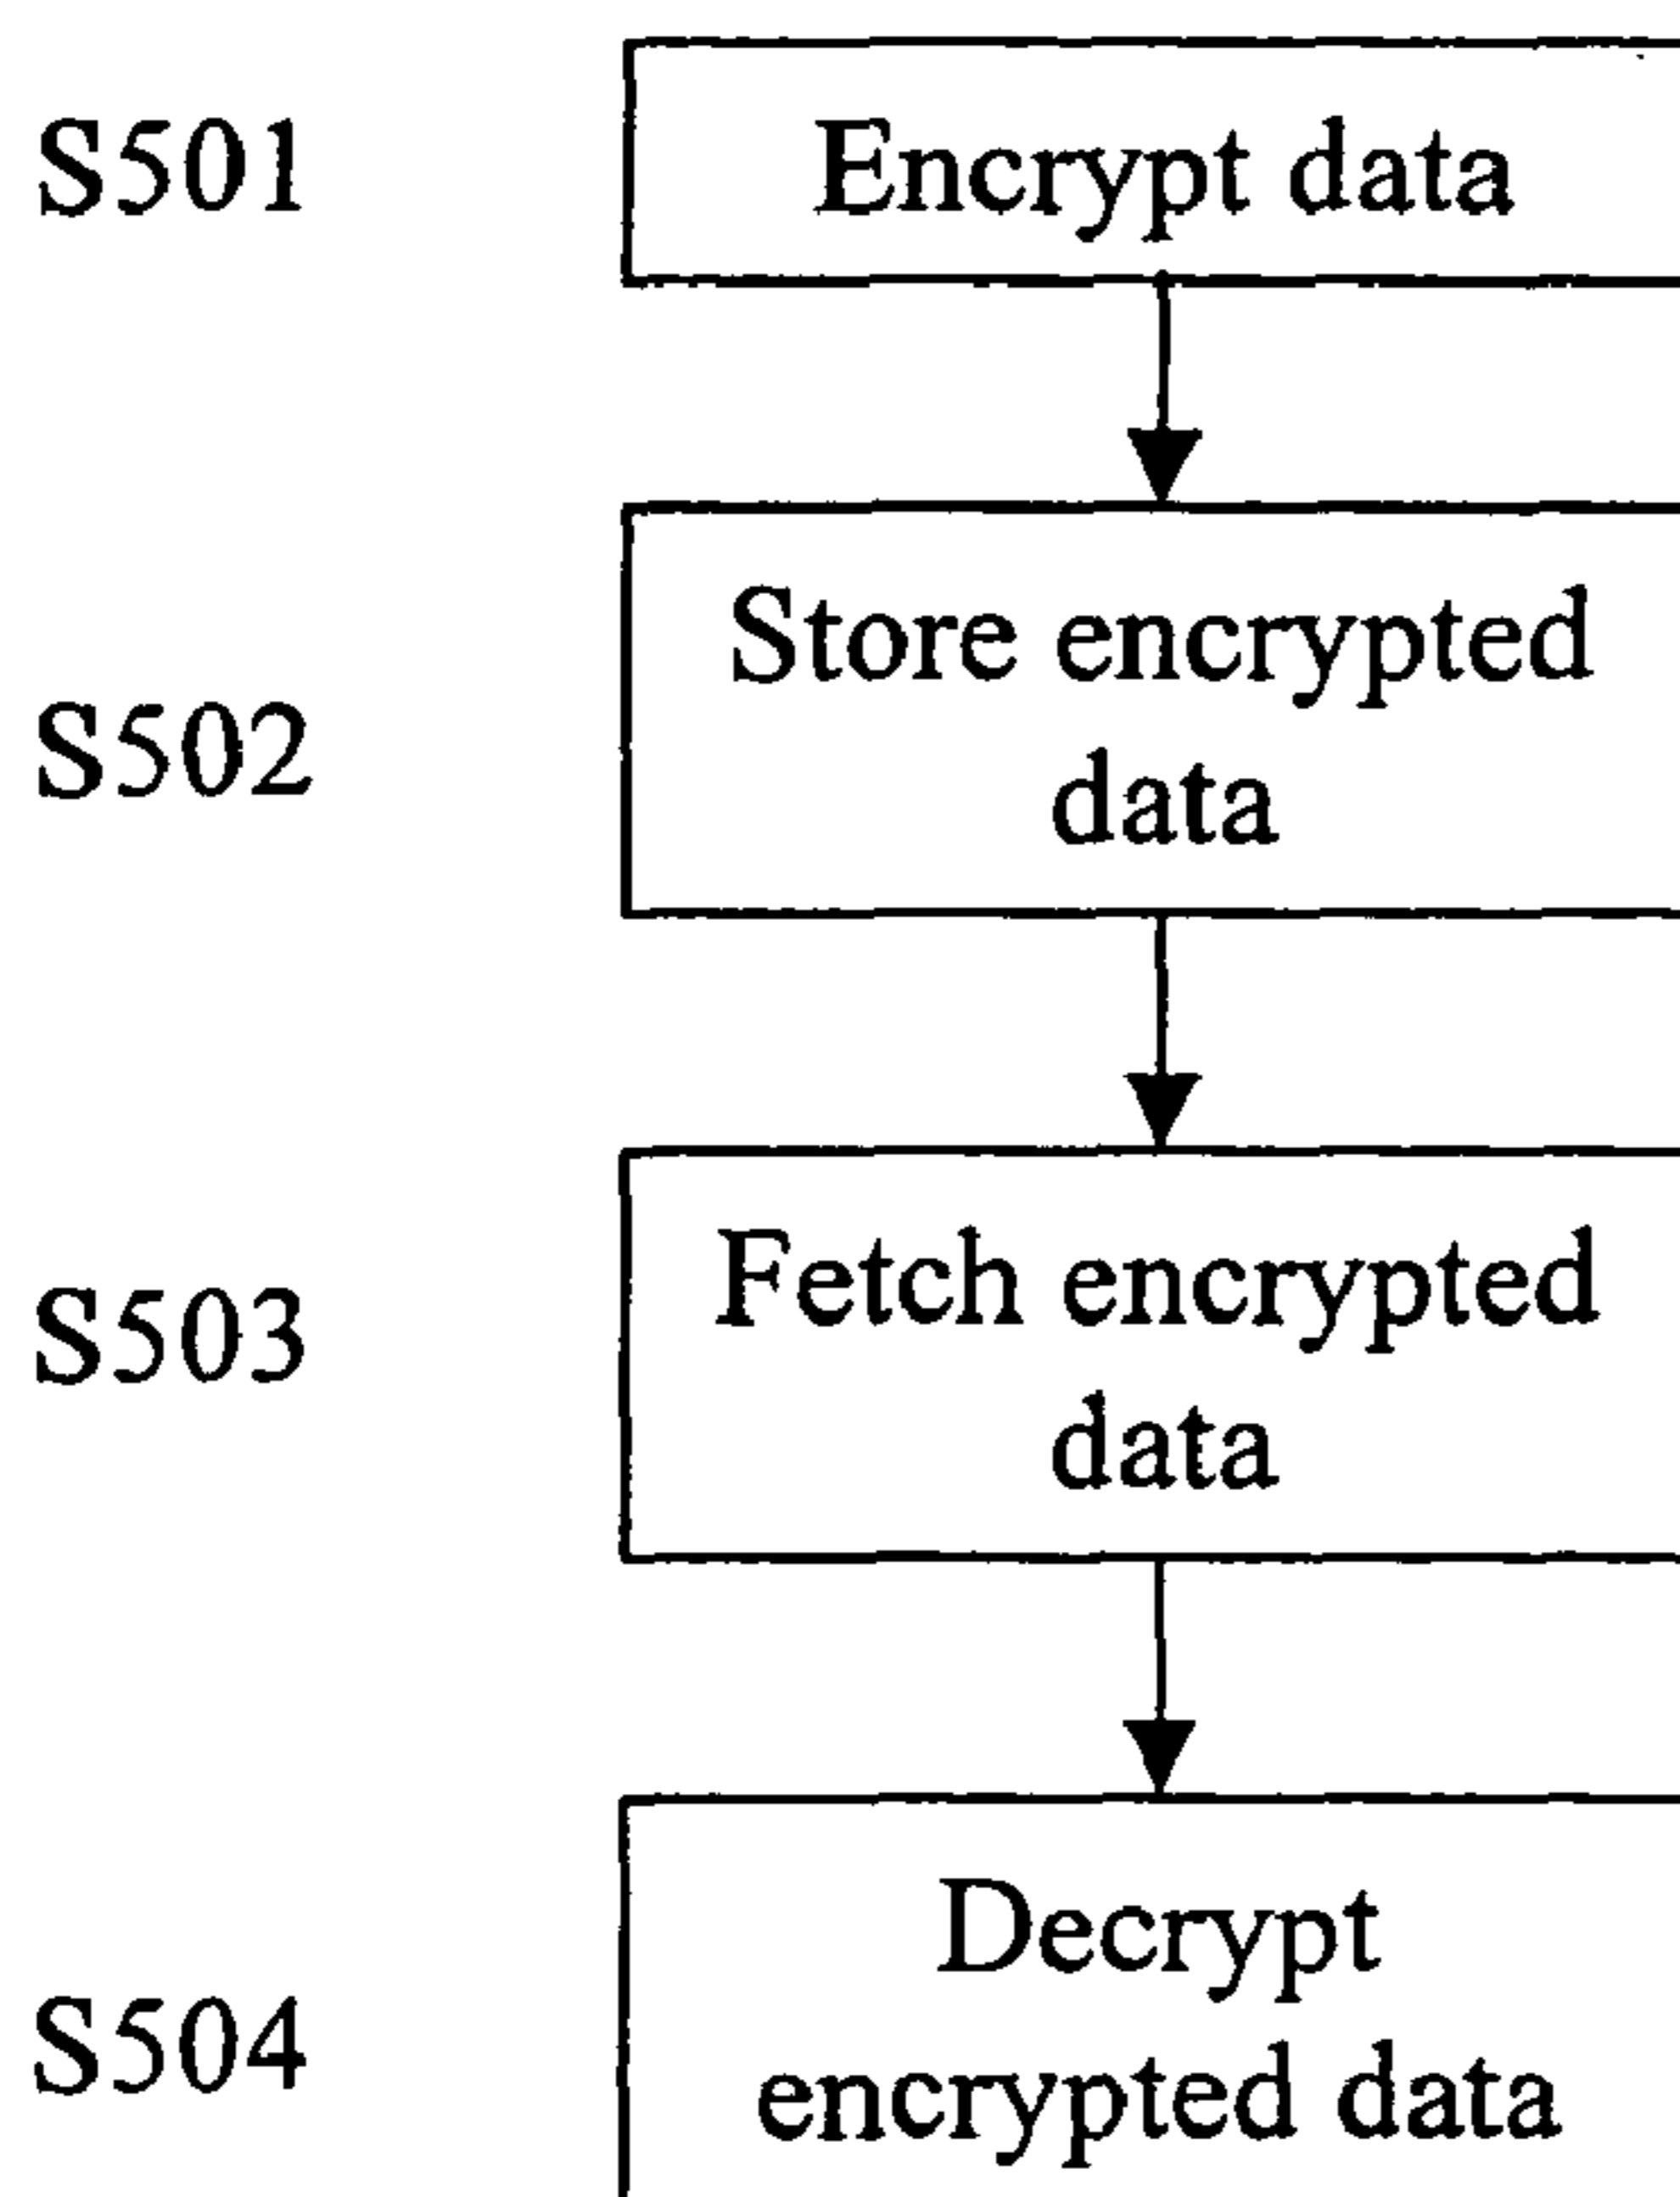 S501
Encrypt data
S502
Store encrypted
data
S503
Fetch encrypted
data
S504
Decrypt
encrypted data